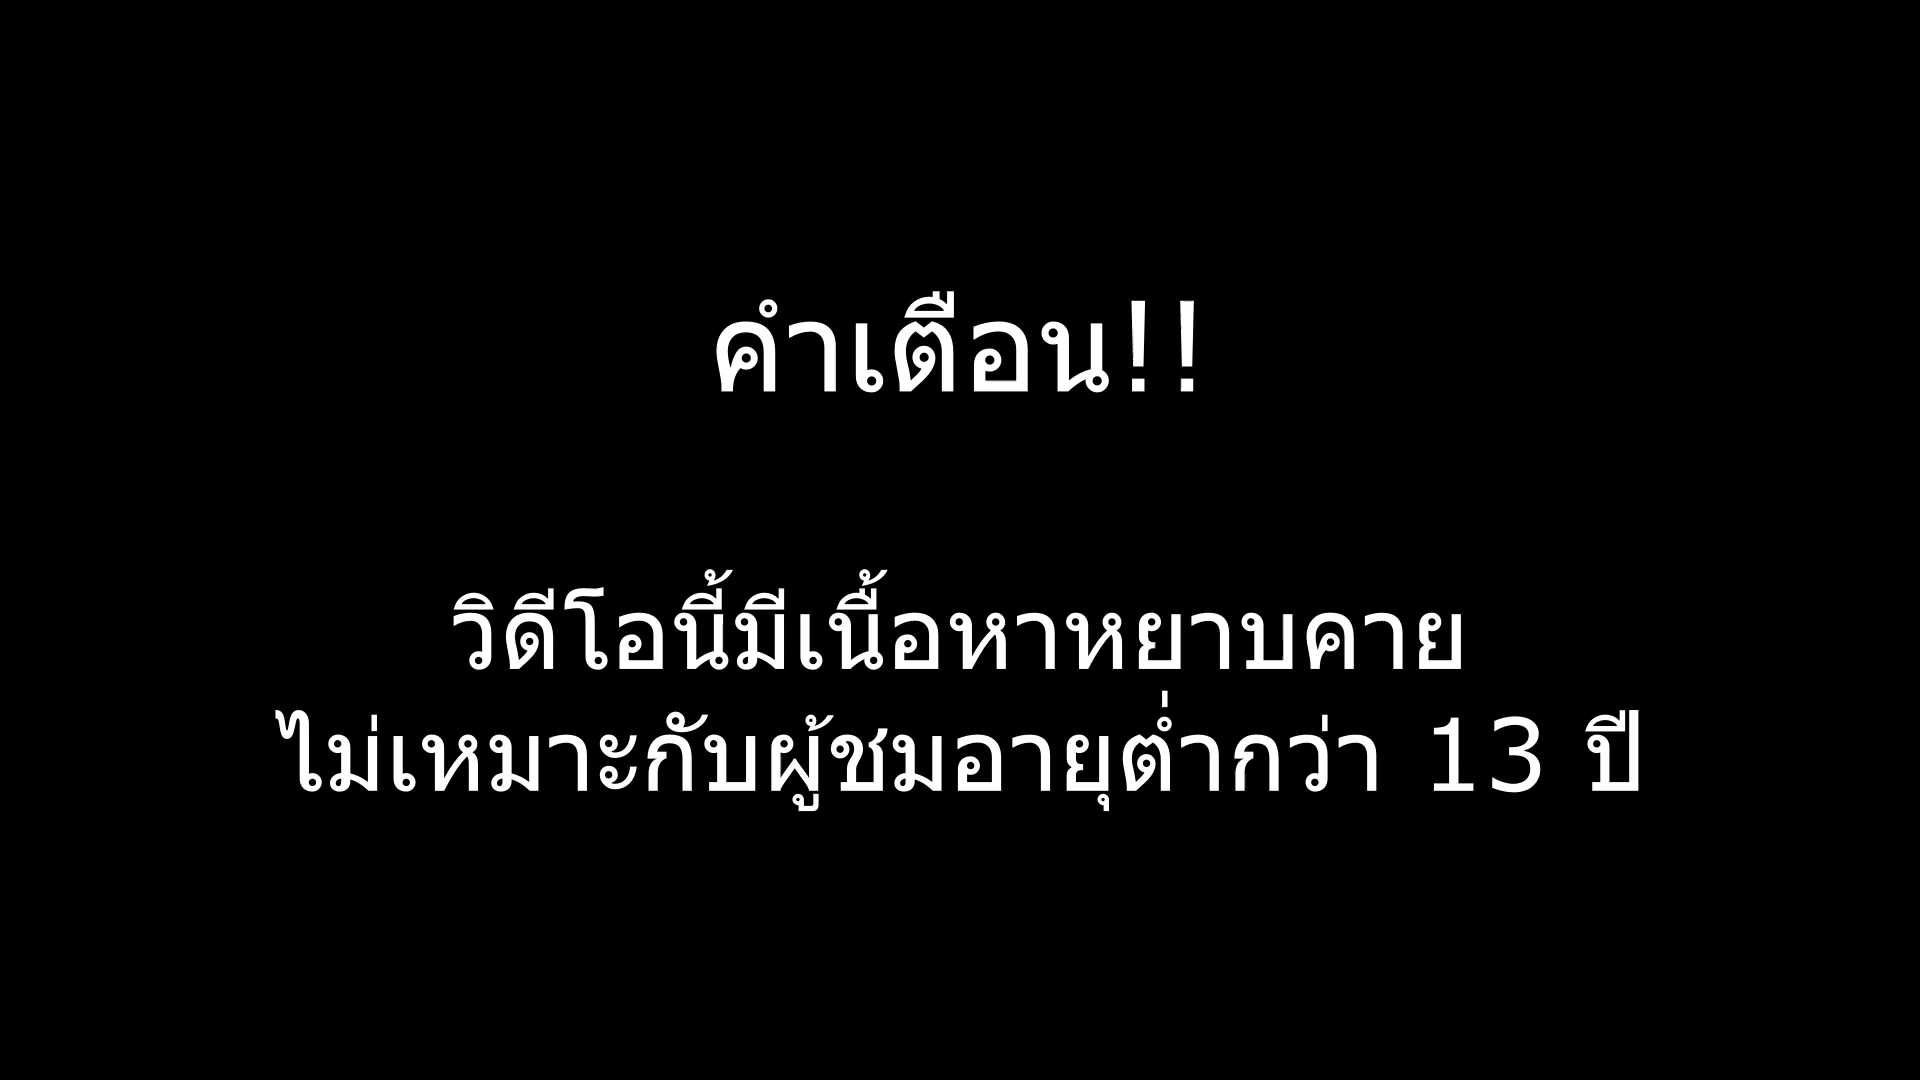 คำเตือน!!
วิดีโอนี้มีเนื้อหาหยาบคาย
ไม่เหมาะกับผู้ชมอายุต่ำกว่า 13 ปี